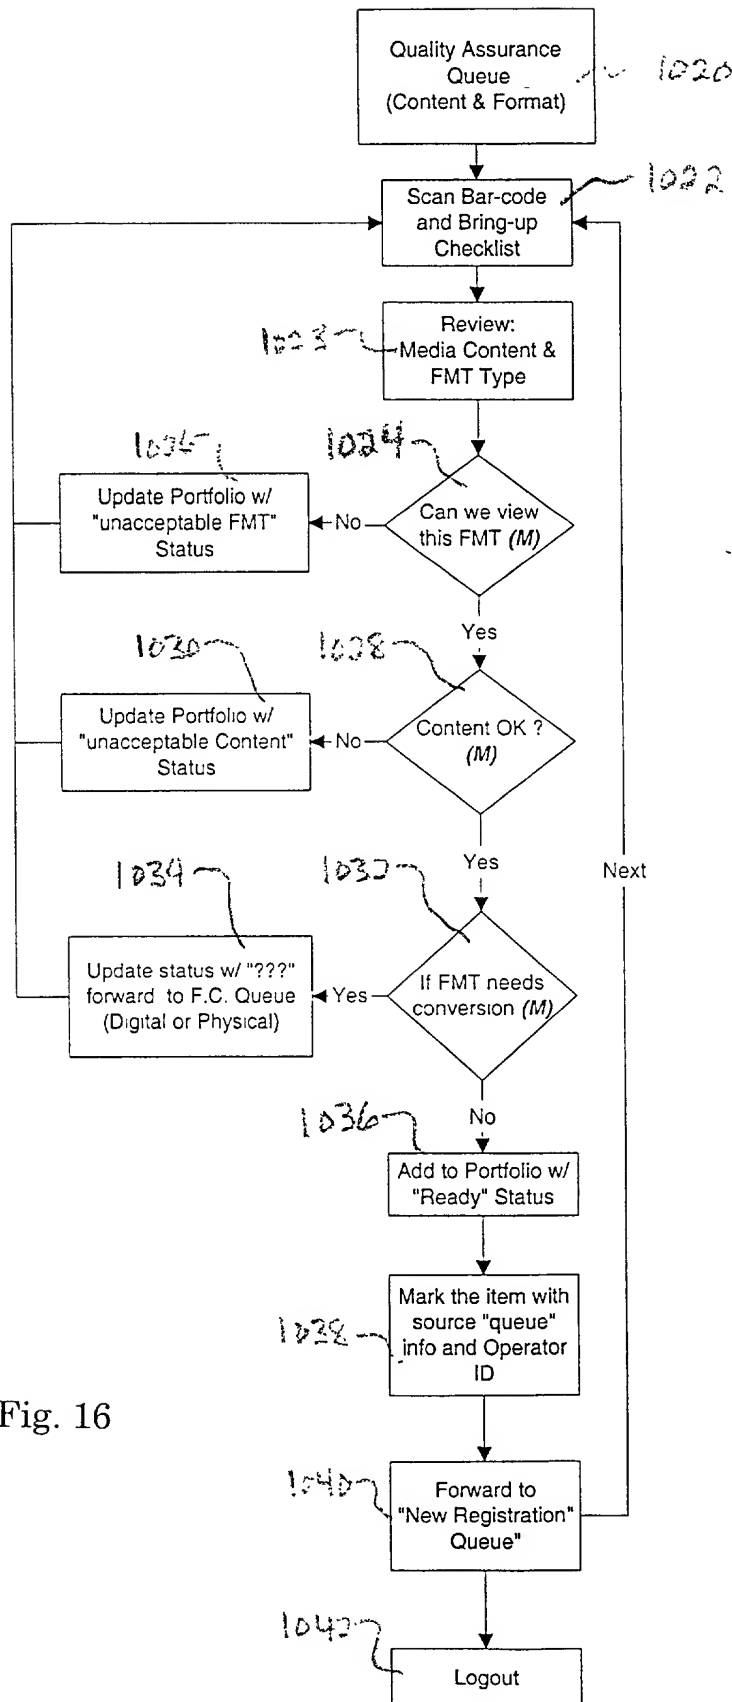 Quality Assurance
Queue
(Content & Format)
1020
1022
Scan Bar-code
and Bring-up
Checklist
1023
Review:
Media Content &
FMT Type
1024
Update Portfolio w/
"unacceptable FMT"
Status
No
Can we view
this FMT (M)
Yes
1030
1028
Update Portfolio w/
"unacceptable Content"
Status
No
Content OK ?
(M)
Yes
Next
1034
1032
Update status w/ "???"
forward to F.C. Queue
(Digital or Physical)
Yes
If FMT needs
conversion (M)
No
1036
Add to Portfolio w/
"Ready" Status
1038
Mark the item with
source "queue"
info and Operator
ID
Fig. 16
1040
Forward to
"New Registration"
Queue"
1042
Logout